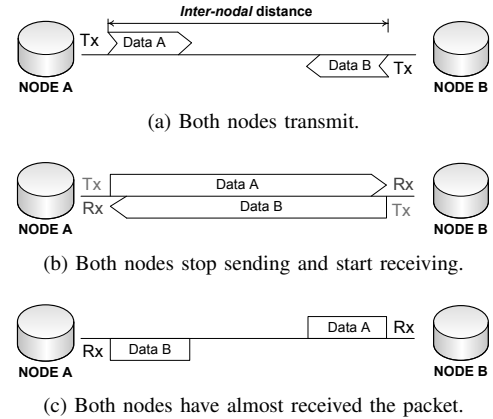 Inter-nodal distance
Tx Data A
Data B Tx
NODE A NODE B
(a) Both nodes transmit.
Tx Data A Rx
Rx Data B Tx
NODE A NODE B
(b) Both nodes stop sending and start receiving.
Data A Rx
Rx Data B
NODE A NODE B
(c) Both nodes have almost received the packet.